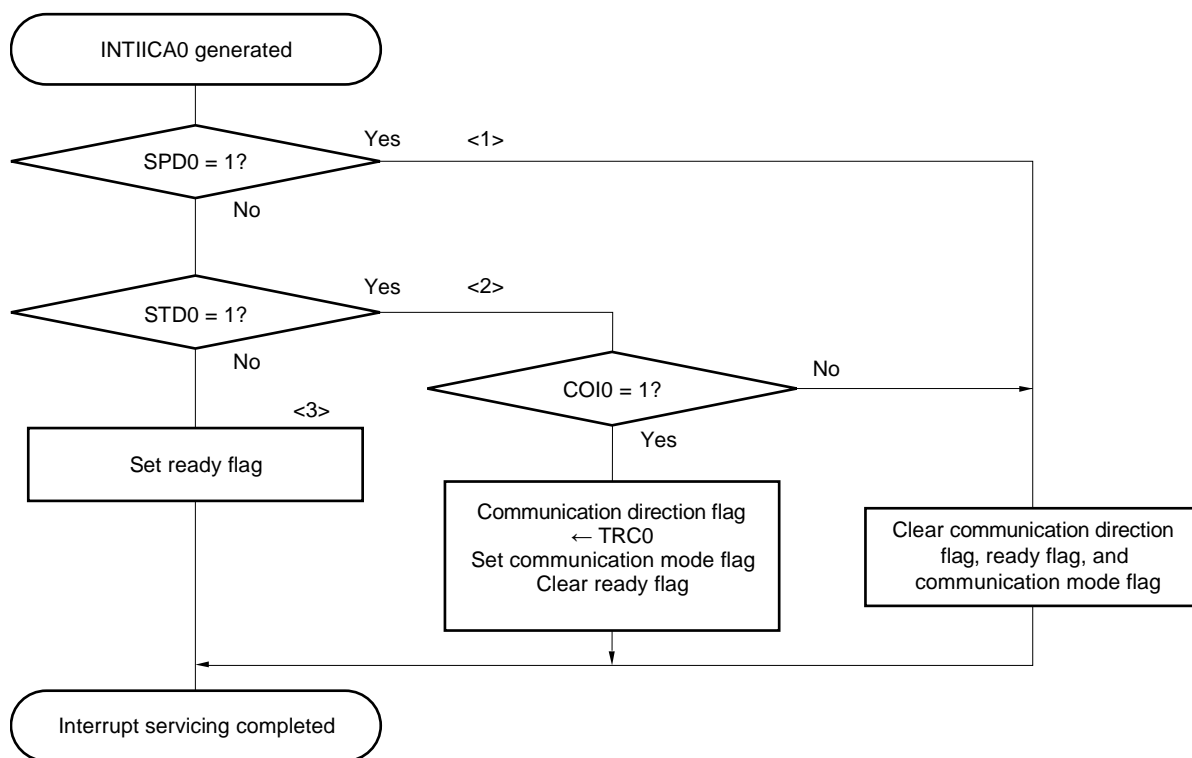 INTIICA0 generated
Yes
<1>
SPD0 = 1?
No
Yes
<2>
STD0 = 1?
No
COI0 = 1?
No
<3>
Yes
Set ready flag
Communication direction flag
← TRC0
Set communication mode flag
Clear ready flag
Clear communication direction
flag, ready flag, and
communication mode flag
Interrupt servicing completed